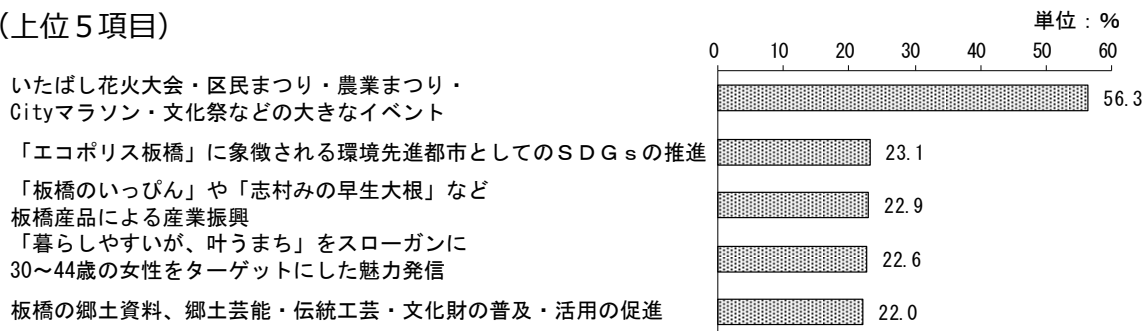 (上位５項目)
単位：%
0 10 20 30 40 50 60
いたばし花火大会・区民まつり・農業まつり・
Cityマラソン・文化祭などの大きなイベント
56.3
「エコポリス板橋」に象徴される環境先進都市としてのＳＤＧｓの推進
23.1
「板橋のいっぴん」や「志村みの早生大根」など
板橋産品による産業振興
22.9
「暮らしやすいが、叶うまち」をスローガンに
30～44歳の女性をターゲットにした魅力発信
22.6
板橋の郷土資料、郷土芸能・伝統工芸・文化財の普及・活用の促進
22.0